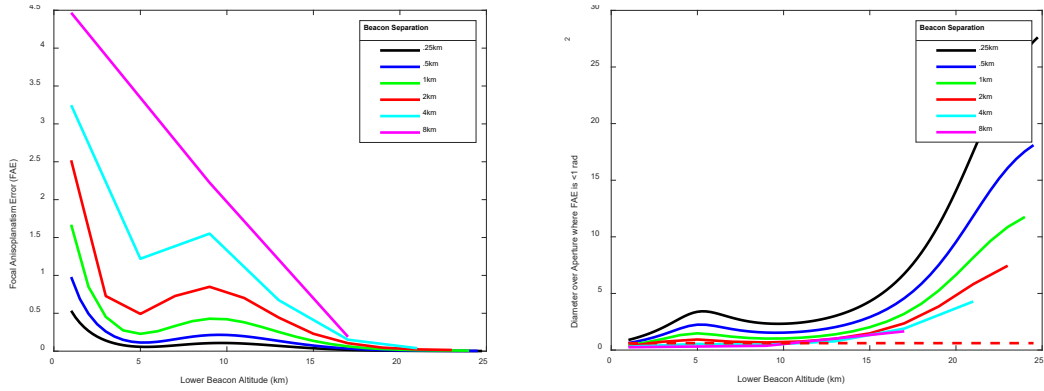 4.5
4
3.5
3
2.5
2
1.5
1
0.5
0
0 5 10 15 20 25
Focal Anisoplanatism Error (FAE)
Lower Beacon Altitude (km)
Beacon Separation
.25km
.5km
1km
2km
4km
8km
30
25
20
15
10
5
0
0 5 10 15 20 25
Diameter over Aperture where FAE is <1 rad
2
Lower Beacon Altitude (km)
Beacon Separation
.25km
.5km
1km
2km
4km
8km